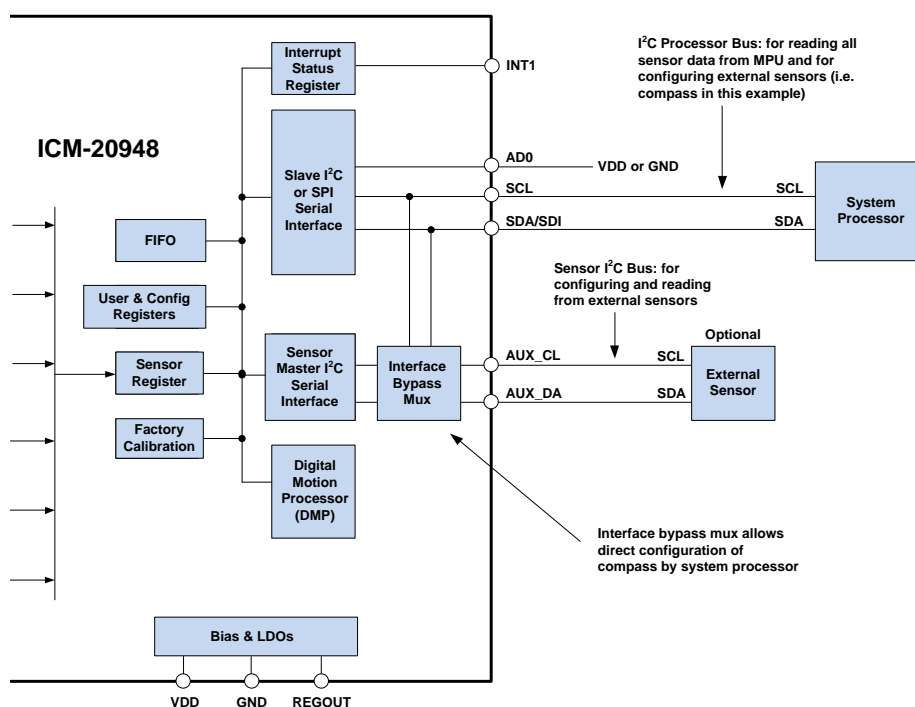 ICM-20948
Interrupt
Status
Register
INT1
I²C Processor Bus: for reading all
sensor data from MPU and for
configuring external sensors (i.e.
compass in this example)
Slave I²C
or SPI
Serial
Interface
AD0
VDD or GND
SCL
SCL
SDA/SDI
SDA
System
Processor
FIFO
User & Config
Registers
Sensor I²C Bus: for
configuring and reading
from external sensors
Sensor
Register
Sensor
Master I²C
Serial
Interface
Interface
Bypass
Mux
AUX_CL
SCL
AUX_DA
SDA
Optional
External
Sensor
Factory
Calibration
Digital
Motion
Processor
(DMP)
Interface bypass mux allows
direct configuration of
compass by system processor
Bias & LDOs
VDD
GND
REGOUT